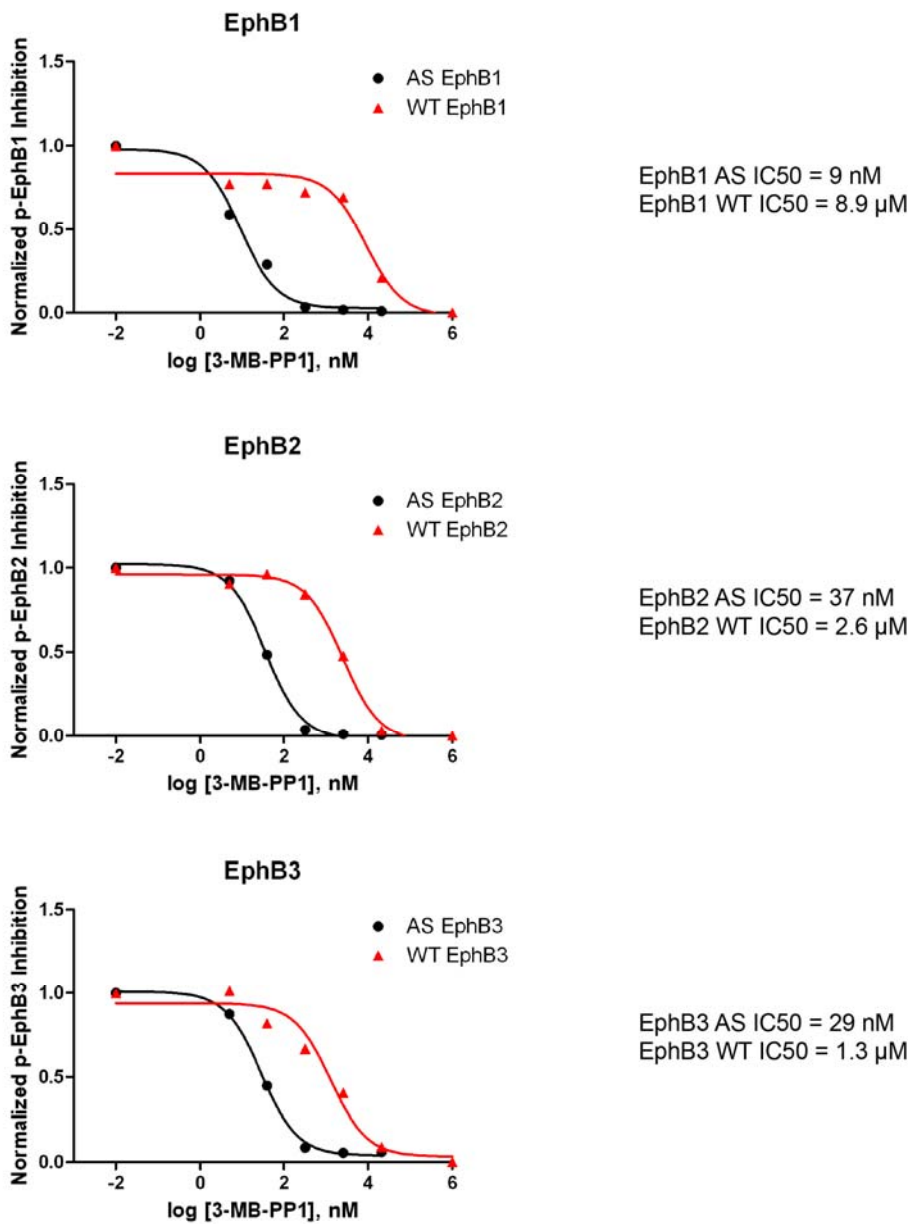 EphB1
Normalized p-EphB1 Inhibition
1.5
1.0
0.5
0.0
AS EphB1
WT EphB1
-2 0 2 4 6
log [3-MB-PP1], nM
EphB1 AS IC50 = 9 nM
EphB1 WT IC50 = 8.9 µM
EphB2
Normalized p-EphB2 Inhibition
1.5
1.0
0.5
0.0
AS EphB2
WT EphB2
-2 0 2 4 6
log [3-MB-PP1], nM
EphB2 AS IC50 = 37 nM
EphB2 WT IC50 = 2.6 µM
EphB3
Normalized p-EphB3 Inhibition
1.5
1.0
0.5
0.0
AS EphB3
WT EphB3
-2 0 2 4 6
log [3-MB-PP1], nM
EphB3 AS IC50 = 29 nM
EphB3 WT IC50 = 1.3 µM